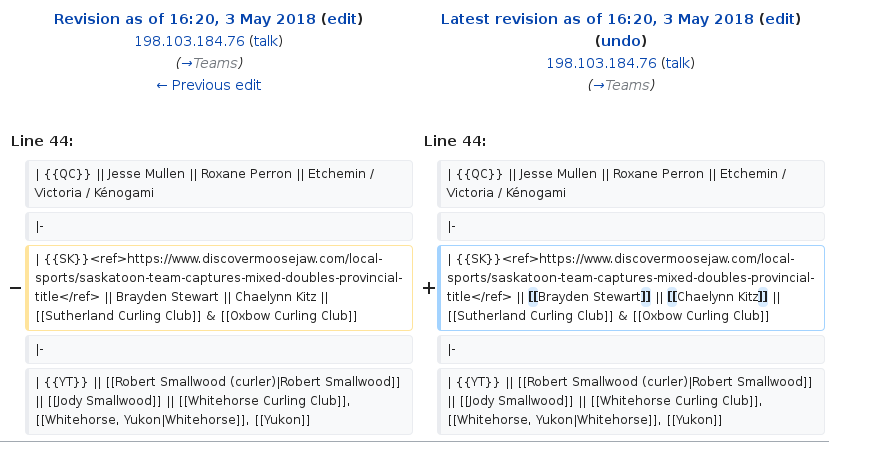 Revision as of 16:20, 3 May 2018 (edit)
198.103.184.76 (talk)
(→Teams)
← Previous edit
Latest revision as of 16:20, 3 May 2018 (edit)
(undo)
198.103.184.76 (talk)
(→Teams)
Line 44:
Line 44:
| {{QC}} || Jesse Mullen || Roxane Perron || Etchemin /
Victoria / Kénogami
| {{QC}} || Jesse Mullen || Roxane Perron || Etchemin /
Victoria / Kénogami
|-
|-
−
| {{SK}}<ref>https://www.discovermoosejaw.com/local-
sports/saskatoon-team-captures-mixed-doubles-provincial-
title</ref> || Brayden Stewart || Chaelynn Kitz ||
[[Sutherland Curling Club]] & [[Oxbow Curling Club]]
+
| {{SK}}<ref>https://www.discovermoosejaw.com/local-
sports/saskatoon-team-captures-mixed-doubles-provincial-
title</ref> || [[Brayden Stewart]] || [[Chaelynn Kitz]] ||
[[Sutherland Curling Club]] & [[Oxbow Curling Club]]
|-
|-
| {{YT}} || [[Robert Smallwood (curler)|Robert Smallwood]]
|| [[Jody Smallwood]] || [[Whitehorse Curling Club]],
[[Whitehorse, Yukon|Whitehorse]], [[Yukon]]
| {{YT}} || [[Robert Smallwood (curler)|Robert Smallwood]]
|| [[Jody Smallwood]] || [[Whitehorse Curling Club]],
[[Whitehorse, Yukon|Whitehorse]], [[Yukon]]